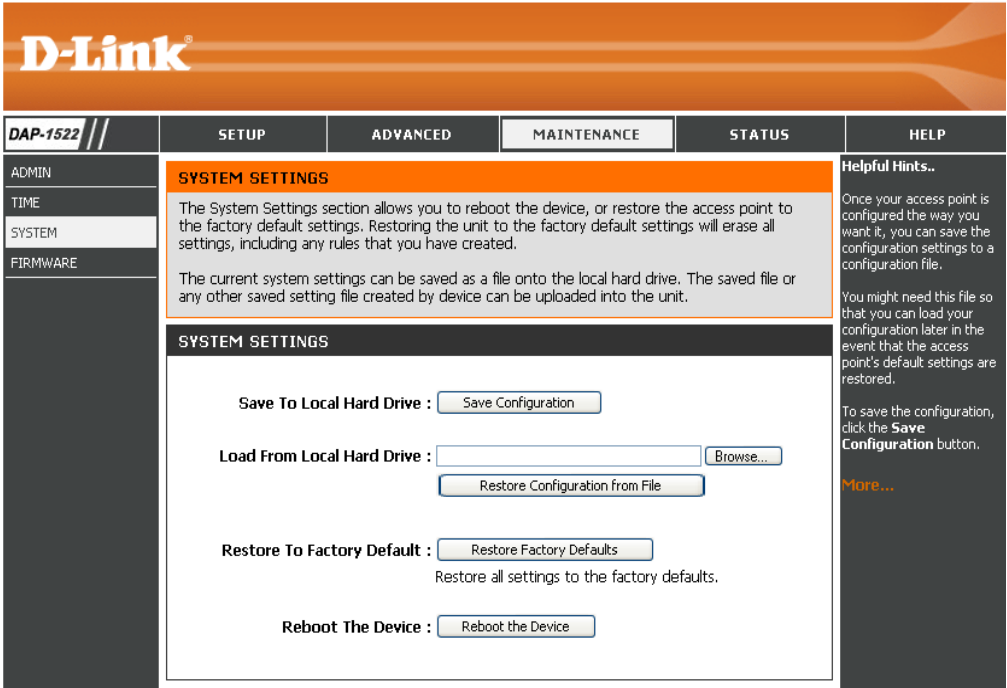 D-Link®
DAP-1522
SETUP
ADVANCED
MAINTENANCE
STATUS
HELP
ADMIN
TIME
SYSTEM
FIRMWARE
SYSTEM SETTINGS
The System Settings section allows you to reboot the device, or restore the access point to
the factory default settings. Restoring the unit to the factory default settings will erase all
settings, including any rules that you have created.
The current system settings can be saved as a file onto the local hard drive. The saved file or
any other saved setting file created by device can be uploaded into the unit.
SYSTEM SETTINGS
Save To Local Hard Drive : Save Configuration
Load From Local Hard Drive : Browse...
Restore Configuration from File
Restore To Factory Default : Restore Factory Defaults
Restore all settings to the factory defaults.
Reboot The Device : Reboot the Device
Helpful Hints..
Once your access point is
configured the way you
want it, you can save the
configuration settings to a
configuration file.
You might need this file so
that you can load your
configuration later in the
event that the access
point's default settings are
restored.
To save the configuration,
click the Save
Configuration button.
More...